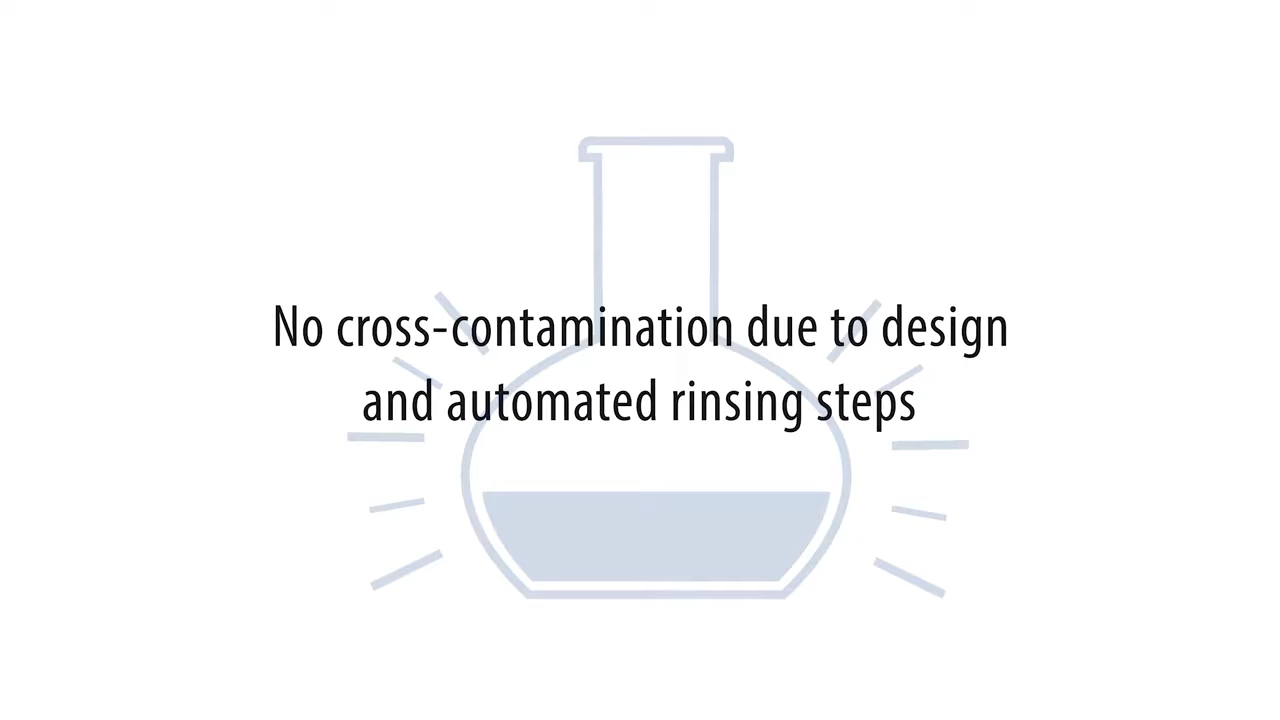 No cross-contamination due to design
and automated rinsing steps